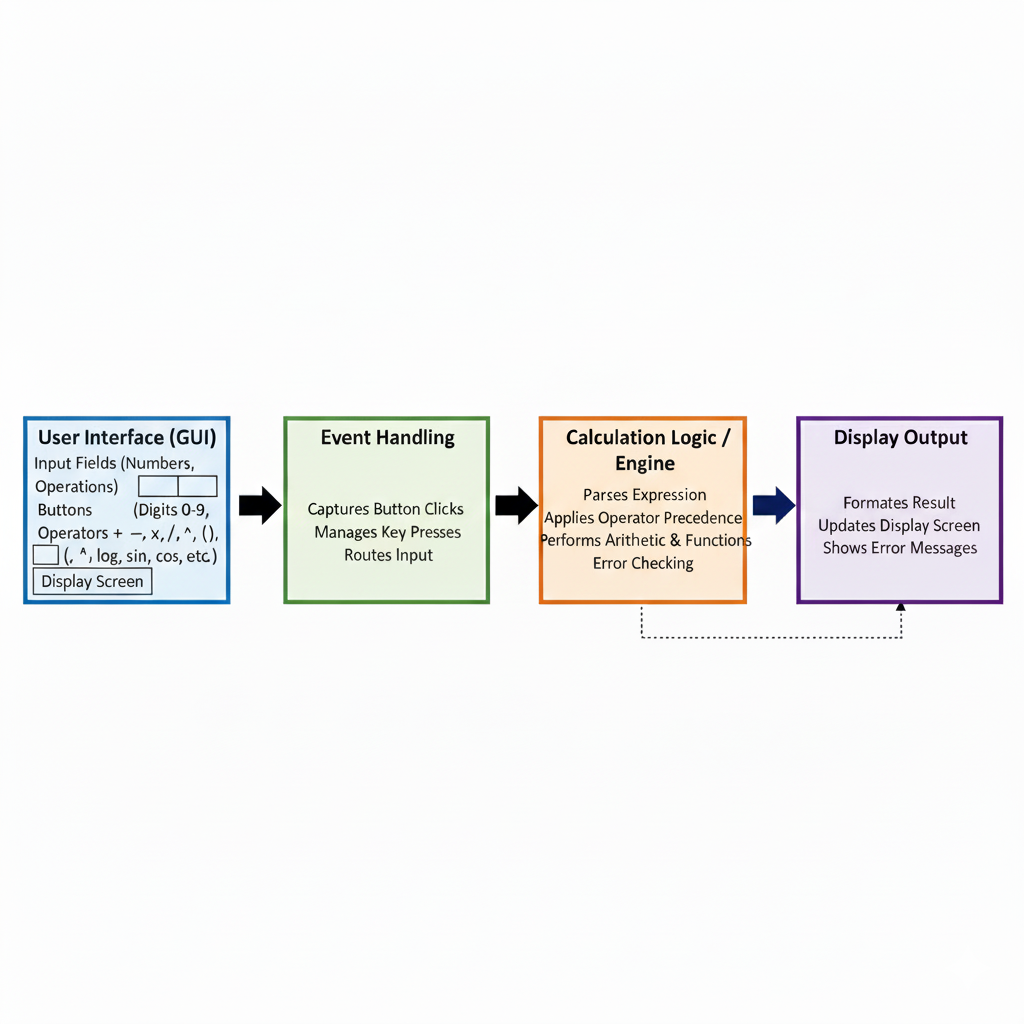 User Interface (GUI)
Input Fields (Numbers,
Operations)
Buttons (Digits 0-9,
Operators + −, x, /, ^, (),
(, ^, log, sin, cos, etc.)
Display Screen
Event Handling
Captures Button Clicks
Manages Key Presses
Routes Input
Calculation Logic /
Engine
Parses Expression
Applies Operator Precedence
Performs Arithetic & Functions
Error Checking
Display Output
Formates Result
Updates Display Screen
Shows Error Messages